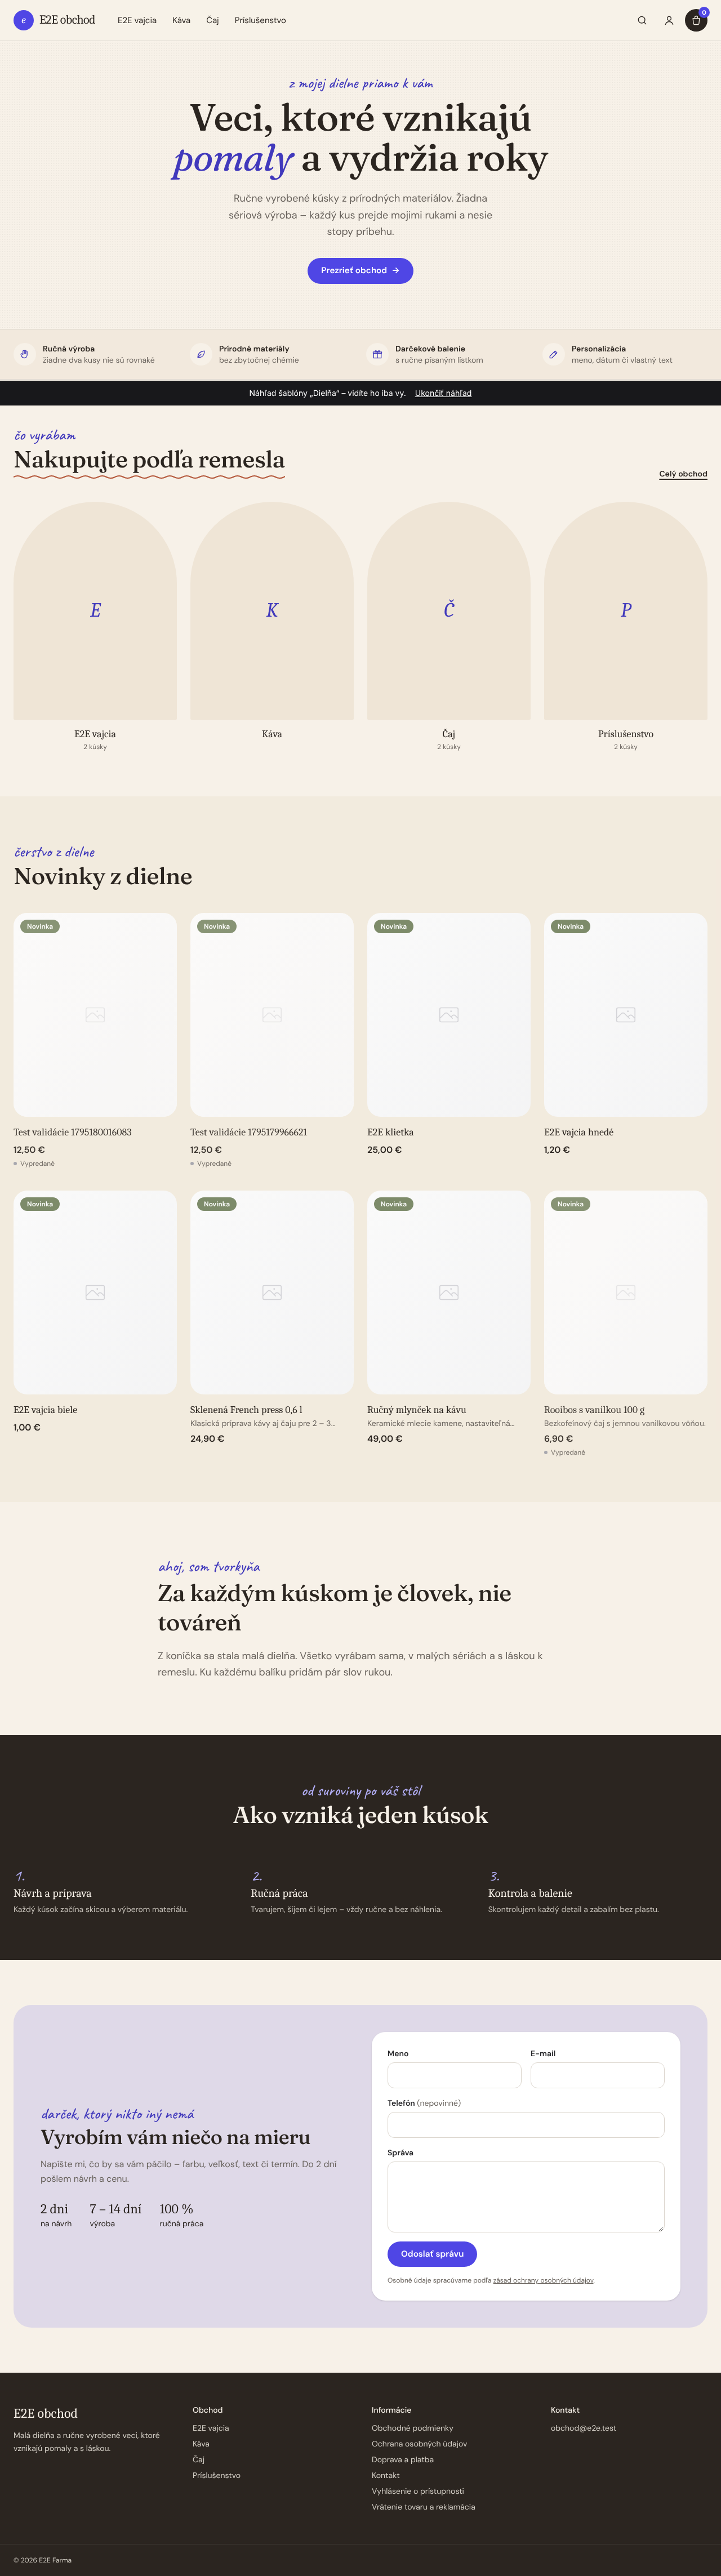 e E2E obchod E2E vajcia Káva Čaj Príslušenstvo 0
z mojej dielne priamo k vám
Veci, ktoré vznikajú
pomaly a vydržia roky
Ručne vyrobené kúsky z prírodných materiálov. Žiadna
sériová výroba – každý kus prejde mojimi rukami a nesie
stopy príbehu.
Prezrieť obchod →
Ručná výroba
žiadne dva kusy nie sú rovnaké
Prírodné materiály
bez zbytočnej chémie
Darčekové balenie
s ručne písaným lístkom
Personalizácia
meno, dátum či vlastný text
Náhľad šablóny „Dielňa“ – vidíte ho iba vy. Ukončiť náhľad
čo vyrábam
Nakupujte podľa remesla
Celý obchod
E K Č P
E2E vajcia
2 kúsky
Káva
Čaj
2 kúsky
Príslušenstvo
2 kúsky
čerstvo z dielne
Novinky z dielne
Novinka Novinka Novinka Novinka
Test validácie 1795180016083
12,50 €
Vypredané
Test validácie 1795179966621
12,50 €
Vypredané
E2E klietka
25,00 €
E2E vajcia hnedé
1,20 €
Novinka Novinka Novinka Novinka
E2E vajcia biele
1,00 €
Sklenená French press 0,6 l
Klasická príprava kávy aj čaju pre 2 – 3...
24,90 €
Ručný mlynček na kávu
Keramické mlecie kamene, nastaviteľná...
49,00 €
Rooibos s vanilkou 100 g
Bezkofeínový čaj s jemnou vanilkovou vôňou.
6,90 €
Vypredané
ahoj, som tvorkyňa
Za každým kúskom je človek, nie
továreň
Z koníčka sa stala malá dielňa. Všetko vyrábam sama, v malých sériách a s láskou k
remeslu. Ku každému balíku pridám pár slov rukou.
od suroviny po váš stôl
Ako vzniká jeden kúsok
1.
Návrh a príprava
Každý kúsok začína skicou a výberom materiálu.
2.
Ručná práca
Tvarujem, šijem či lejem – vždy ručne a bez náhlenia.
3.
Kontrola a balenie
Skontrolujem každý detail a zabalím bez plastu.
darček, ktorý nikto iný nemá
Vyrobím vám niečo na mieru
Napíšte mi, čo by sa vám páčilo – farbu, veľkosť, text či termín. Do 2 dní
pošlem návrh a cenu.
2 dni
na návrh
7 – 14 dní
výroba
100 %
ručná práca
Meno E-mail
Telefón (nepovinné)
Správa
Odoslať správu
Osobné údaje spracúvame podľa zásad ochrany osobných údajov.
E2E obchod
Malá dielňa a ručne vyrobené veci, ktoré
vznikajú pomaly a s láskou.
Obchod
E2E vajcia
Káva
Čaj
Príslušenstvo
Informácie
Obchodné podmienky
Ochrana osobných údajov
Doprava a platba
Kontakt
Vyhlásenie o prístupnosti
Vrátenie tovaru a reklamácia
Kontakt
obchod@e2e.test
© 2026 E2E Farma